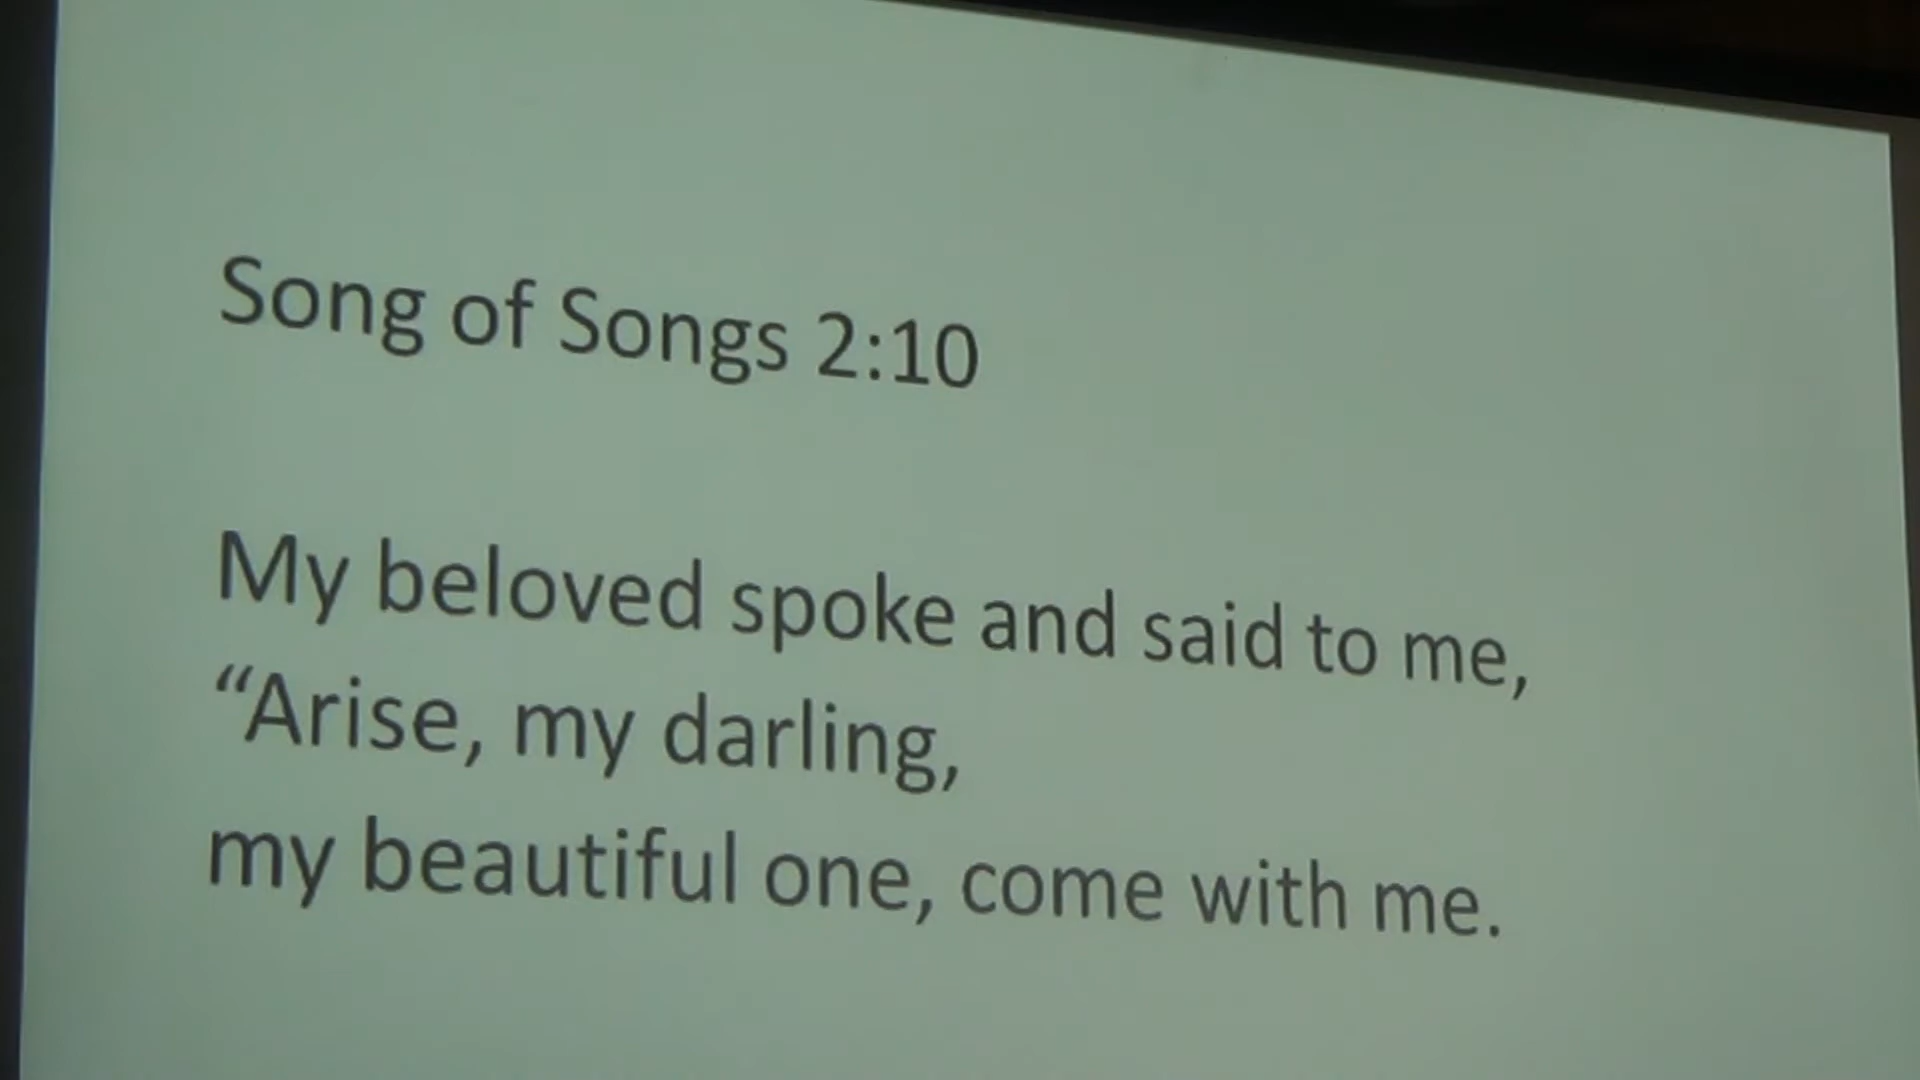 Song of Songs 2:10
My beloved spoke and said to me,
“Arise, my darling,
my beautiful one, come with me.